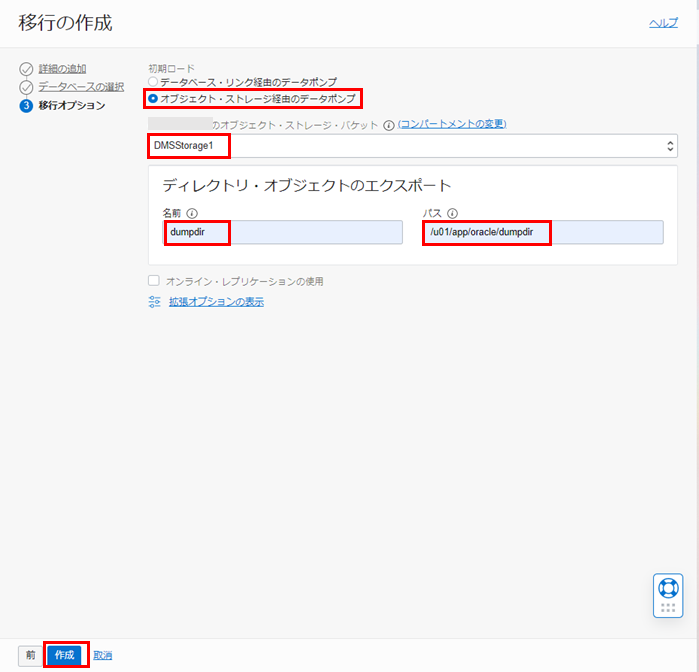 移行の作成
ヘルプ
詳細の追加
データベースの選択
3 移行オプション
初期ロード
データベース・リンク経由のデータポンプ
オブジェクト・ストレージ経由のデータポンプ
のオブジェクト・ストレージ・バケット (コンパートメントの変更)
DMSStorage1
ディレクトリ・オブジェクトのエクスポート
名前
パス
dumpdir
/u01/app/oracle/dumpdir
オンライン・レプリケーションの使用
拡張オプションの表示
前 作成 取消